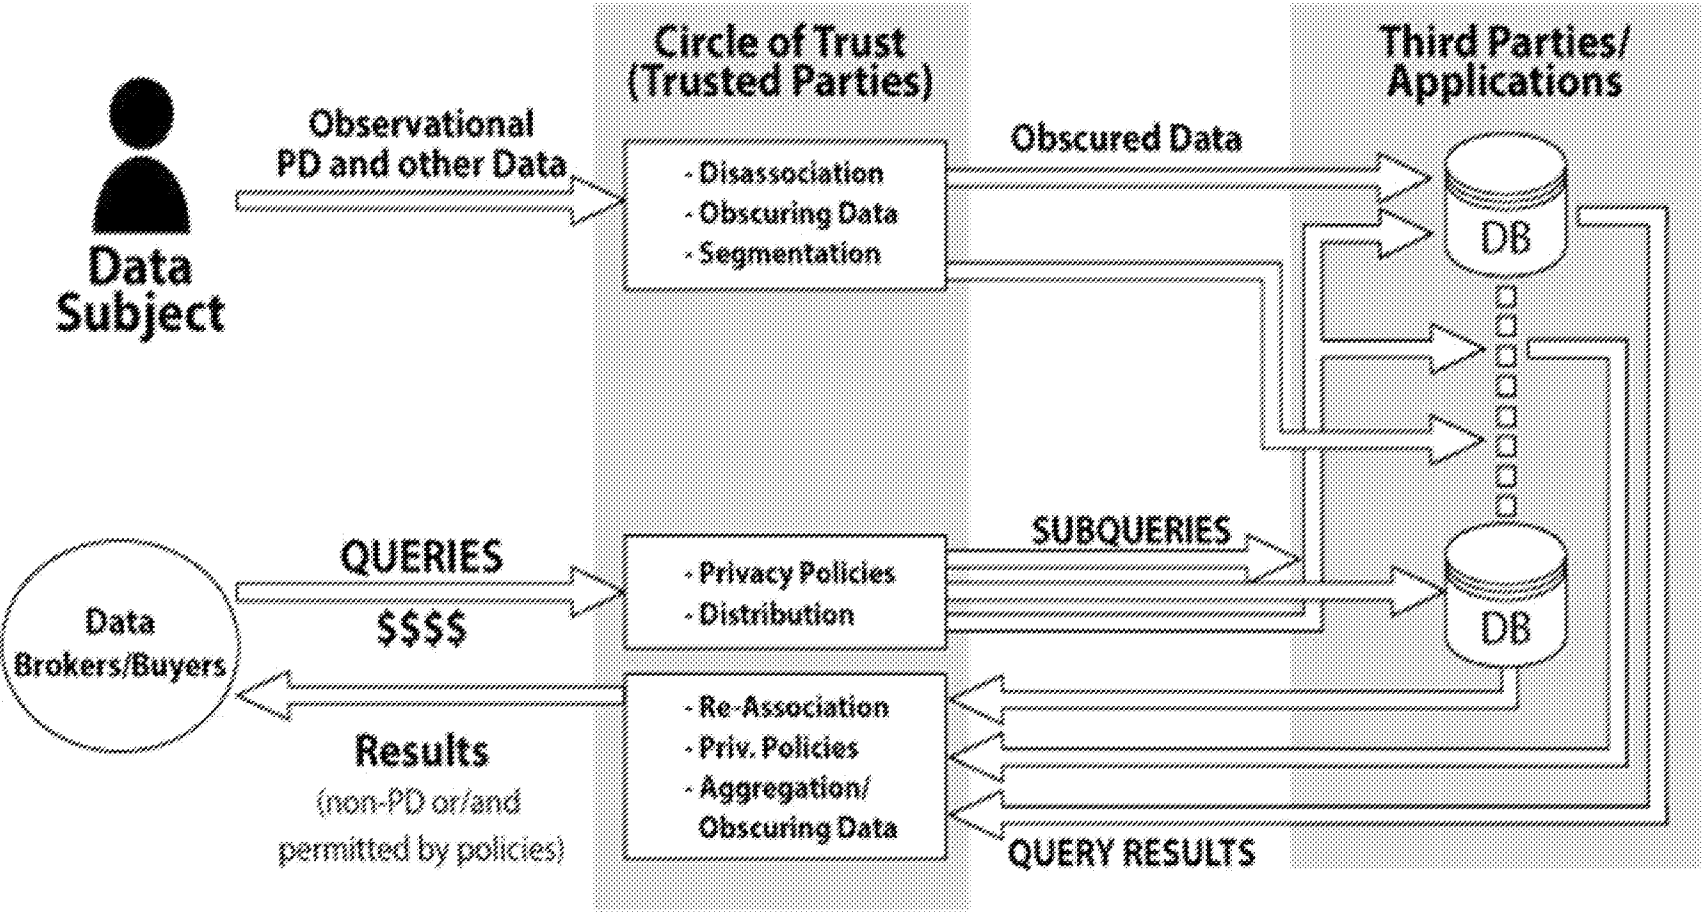 Circle of Trust
(Trusted Parties)
Third Parties/
Applications
Observational
PD and other Data
Data
Subject
- Disassociation
- Obscuring Data
- Segmentation
Obscured Data
DB
QUERIES
$$$$
Data
Brokers/Buyers
- Privacy Policies
- Distribution
SUBQUERIES
DB
Results
(non-PD or/and
permitted by policies)
- Re-Association
- Priv. Policies
- Aggregation/
Obscuring Data
QUERY RESULTS